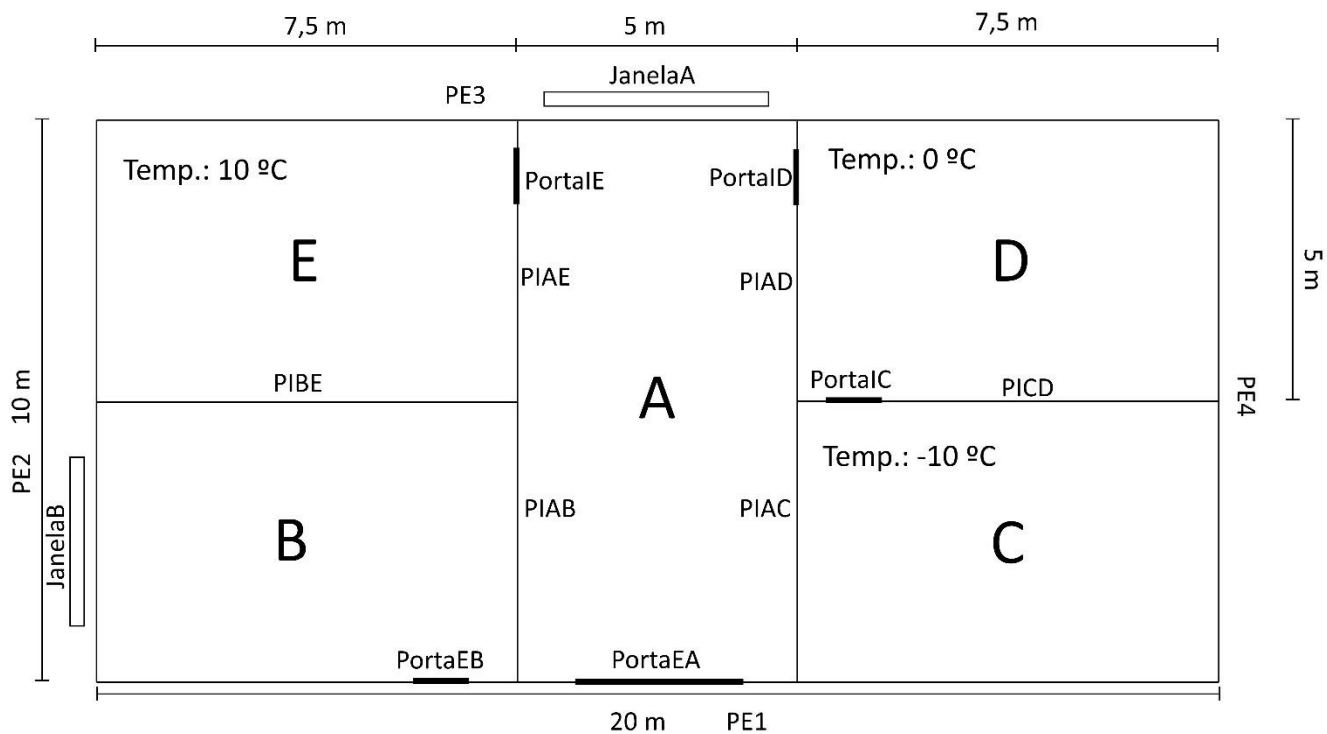 7,5 m
5 m
7,5 m
JanelaA
PE3
Temp.: 10 ºC
PortaIE
PortaID
Temp.: 0 ºC
E
D
PIAE
PIAD
5 m
PIBE
A
PortaIC
PICD
PE4
10 m
PE2
Temp.: -10 ºC
JanelaB
B
PIAB
PIAC
C
PortaEB
PortaEA
20 m
PE1